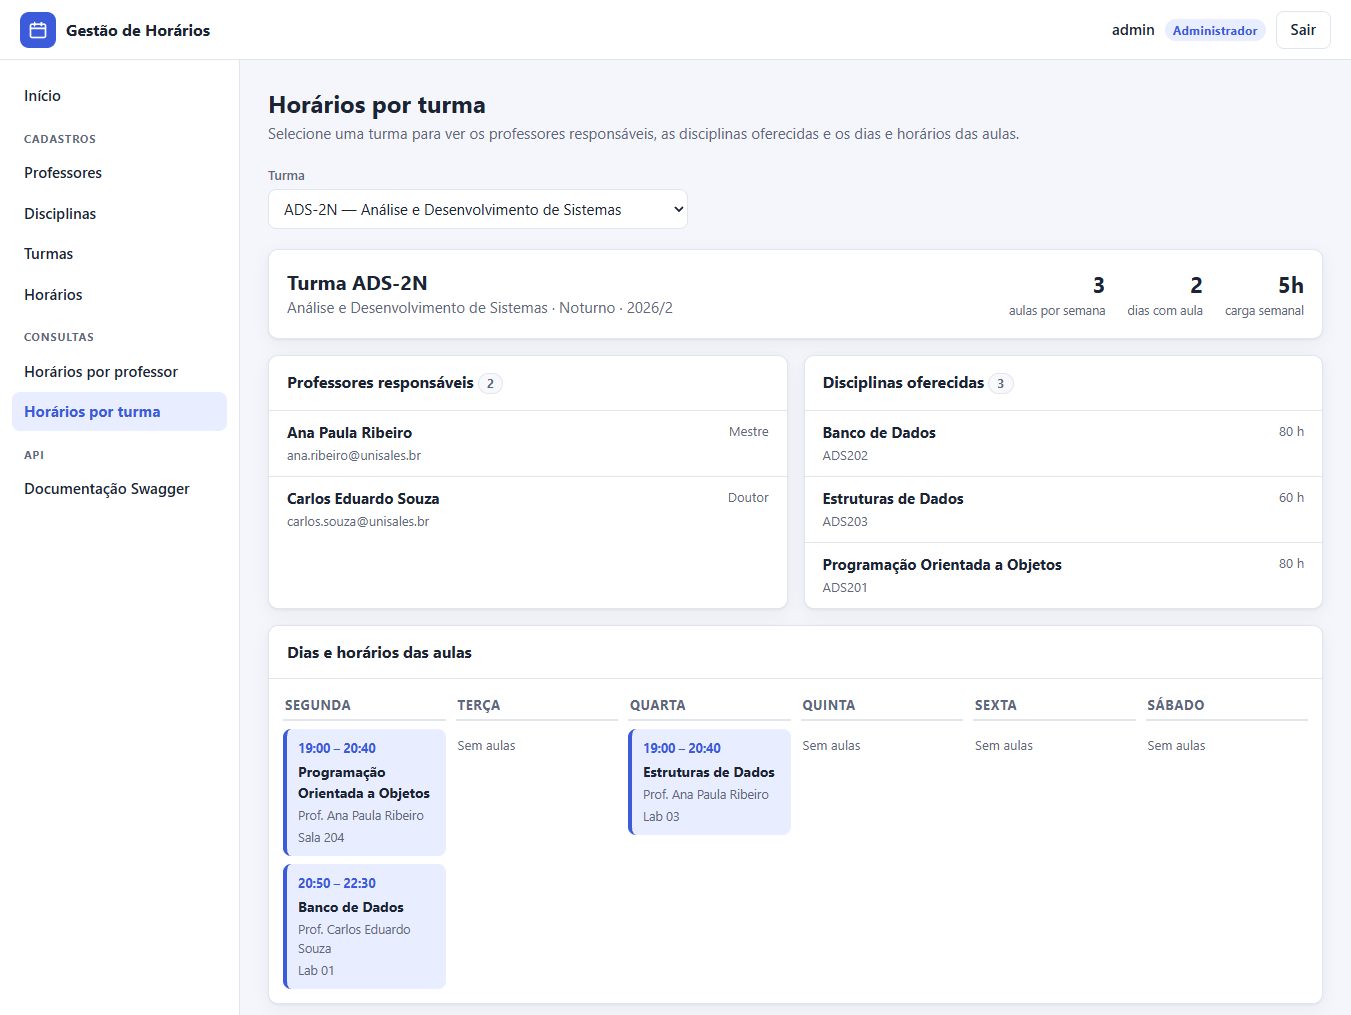 Gestão de Horários
admin Administrador Sair
Início
CADASTROS
Professores
Disciplinas
Turmas
Horários
CONSULTAS
Horários por professor
Horários por turma
API
Documentação Swagger
Horários por turma
Selecione uma turma para ver os professores responsáveis, as disciplinas oferecidas e os dias e horários das aulas.
Turma
ADS-2N — Análise e Desenvolvimento de Sistemas
Turma ADS-2N
Análise e Desenvolvimento de Sistemas · Noturno · 2026/2
3
aulas por semana
2
dias com aula
5h
carga semanal
Professores responsáveis 2
Ana Paula Ribeiro Mestre
ana.ribeiro@unisales.br
Carlos Eduardo Souza Doutor
carlos.souza@unisales.br
Disciplinas oferecidas 3
Banco de Dados 80 h
ADS202
Estruturas de Dados 60 h
ADS203
Programação Orientada a Objetos 80 h
ADS201
Dias e horários das aulas
SEGUNDA
19:00 – 20:40
Programação
Orientada a Objetos
Prof. Ana Paula Ribeiro
Sala 204
20:50 – 22:30
Banco de Dados
Prof. Carlos Eduardo
Souza
Lab 01
TERÇA
Sem aulas
QUARTA
19:00 – 20:40
Estruturas de Dados
Prof. Ana Paula Ribeiro
Lab 03
QUINTA
Sem aulas
SEXTA
Sem aulas
SÁBADO
Sem aulas